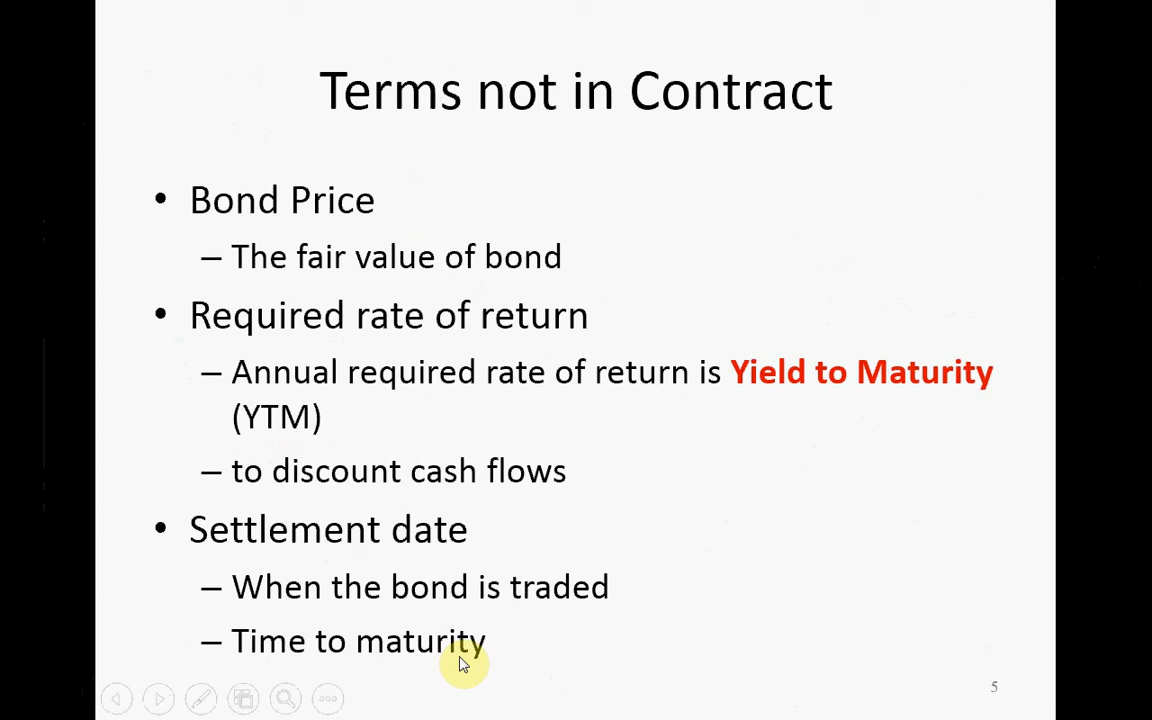 Terms not in Contract
• Bond Price
– The fair value of bond
• Required rate of return
– Annual required rate of return is Yield to Maturity
(YTM)
– to discount cash flows
• Settlement date
– When the bond is traded
– Time to maturity
5